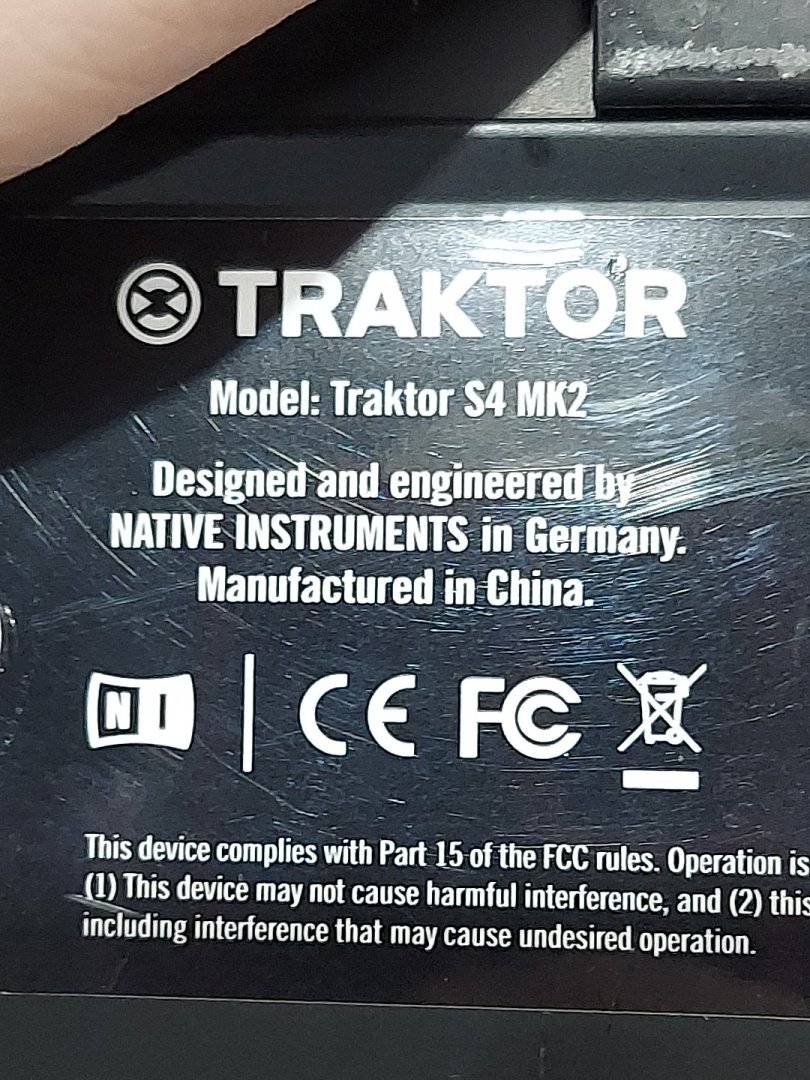 TRAKTOR
Model: Traktor S4 MK2
Designed and engineered by
NATIVE INSTRUMENTS in Germany.
Manufactured in China.
NI CE FC
This device complies with Part 15 of the FCC rules. Operation is
(1) This device may not cause harmful interference, and (2) this
including interference that may cause undesired operation.